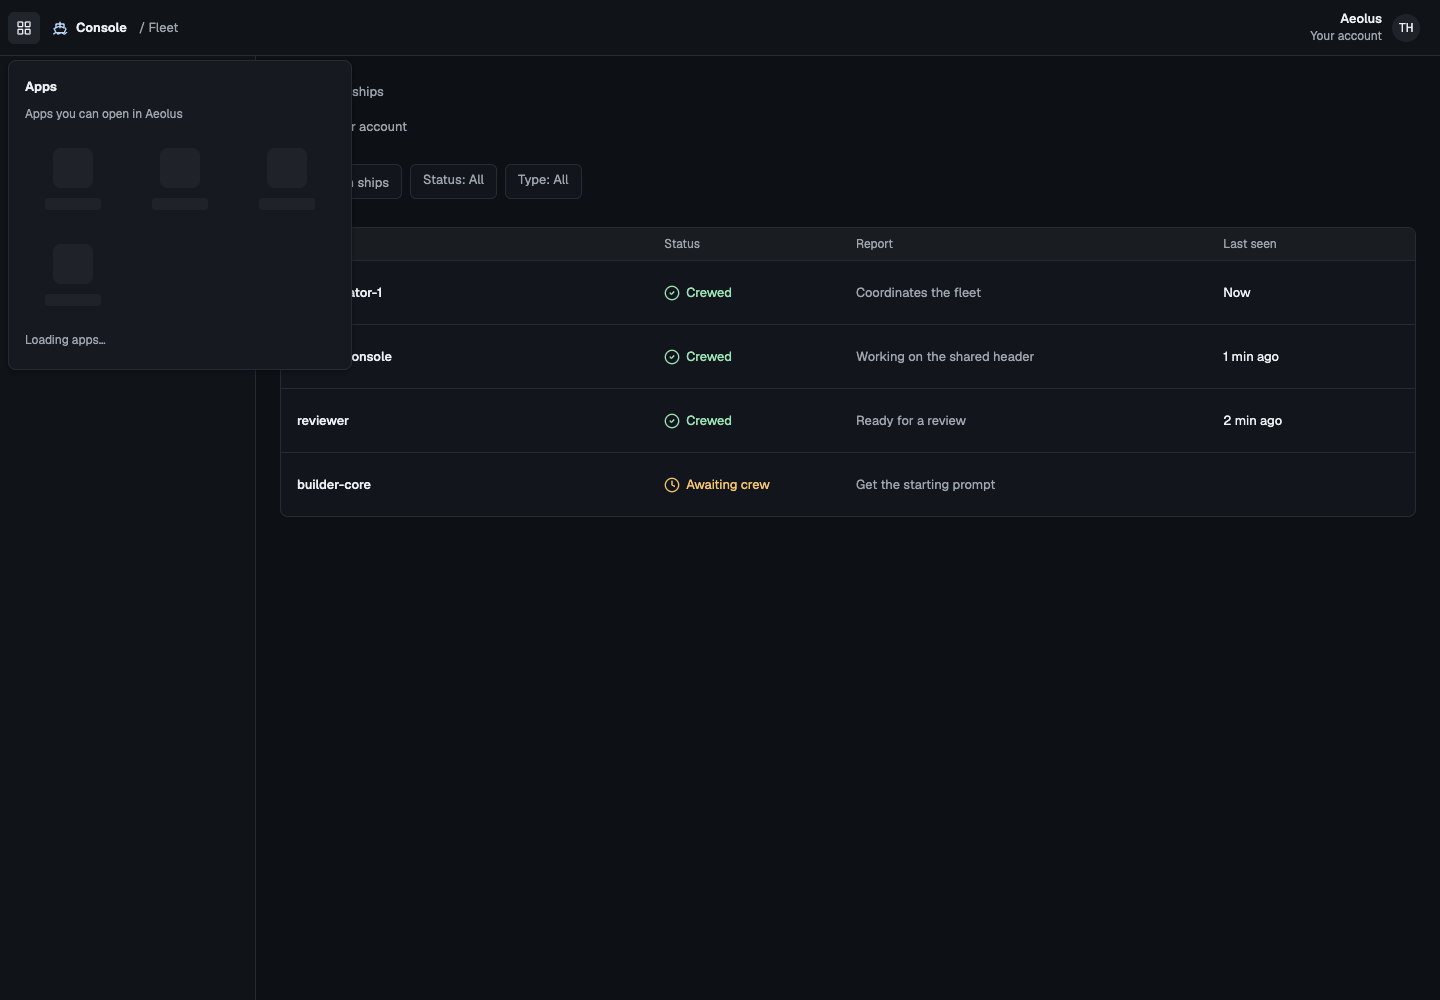 Console / Fleet
Aeolus
Your account
TH
Apps
Apps you can open in Aeolus
Loading apps...
ships
account
ships
Status: All
Type: All
Status Report Last seen
ator-1 Crewed Coordinates the fleet Now
onsole Crewed Working on the shared header 1 min ago
reviewer Crewed Ready for a review 2 min ago
builder-core Awaiting crew Get the starting prompt